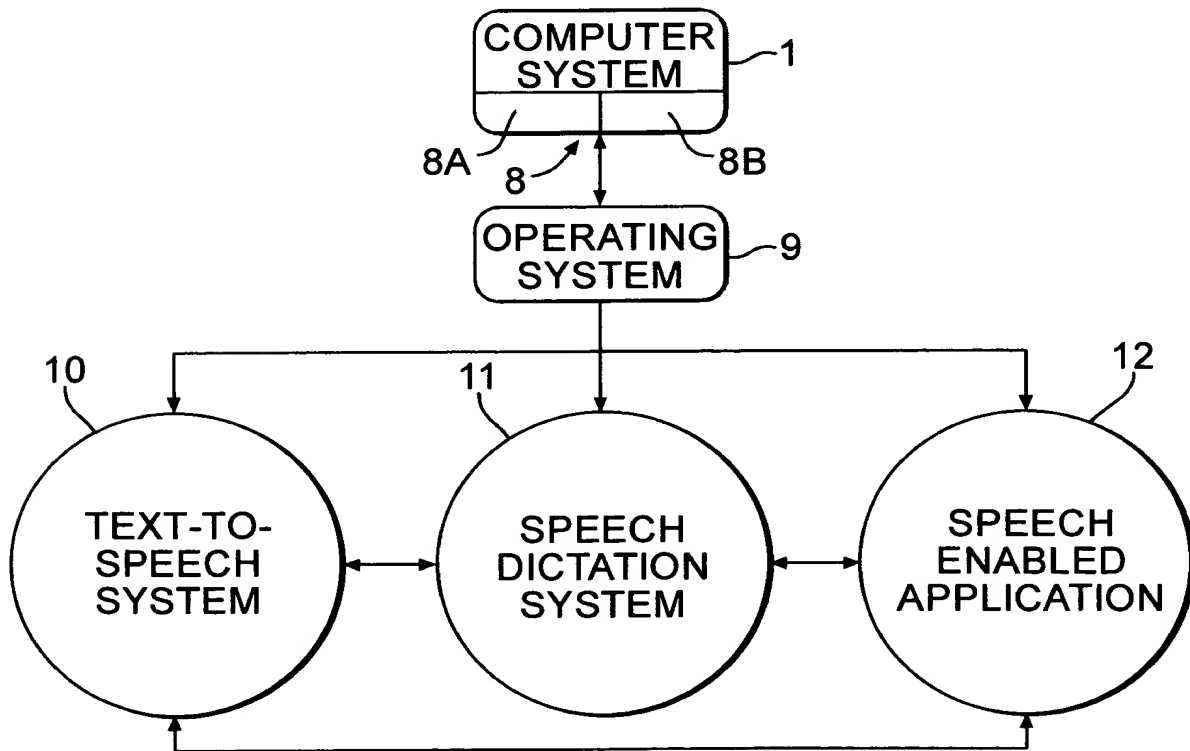 COMPUTER
SYSTEM
1
8A
8
8B
OPERATING
SYSTEM
9
10
11
12
TEXT-TO-
SPEECH
SYSTEM
SPEECH
DICTATION
SYSTEM
SPEECH
ENABLED
APPLICATION